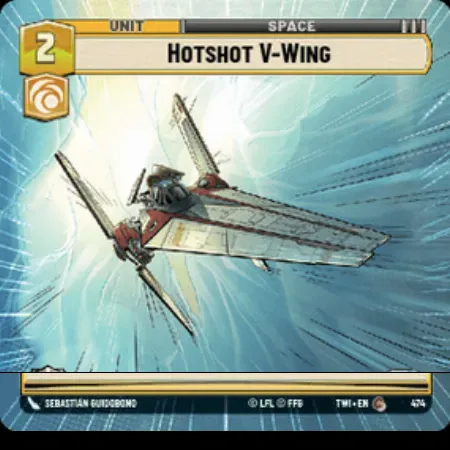 UNIT SPACE
2 HOTSHOT V-WING
SEBASTIÁN GUIDOBONO © LFL © FFG TWI • EN 474